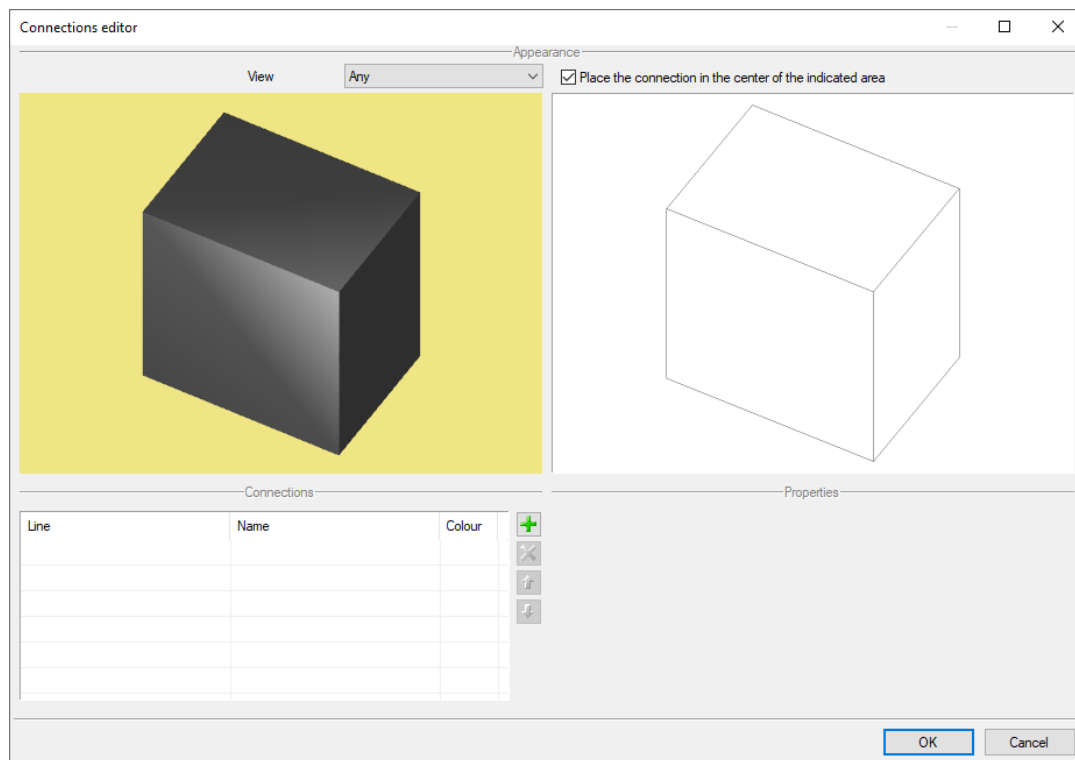 Connections editor
Appearance
View
Any
Place the connection in the center of the indicated area
Connections
Properties
Line
Name
Colour
OK
Cancel